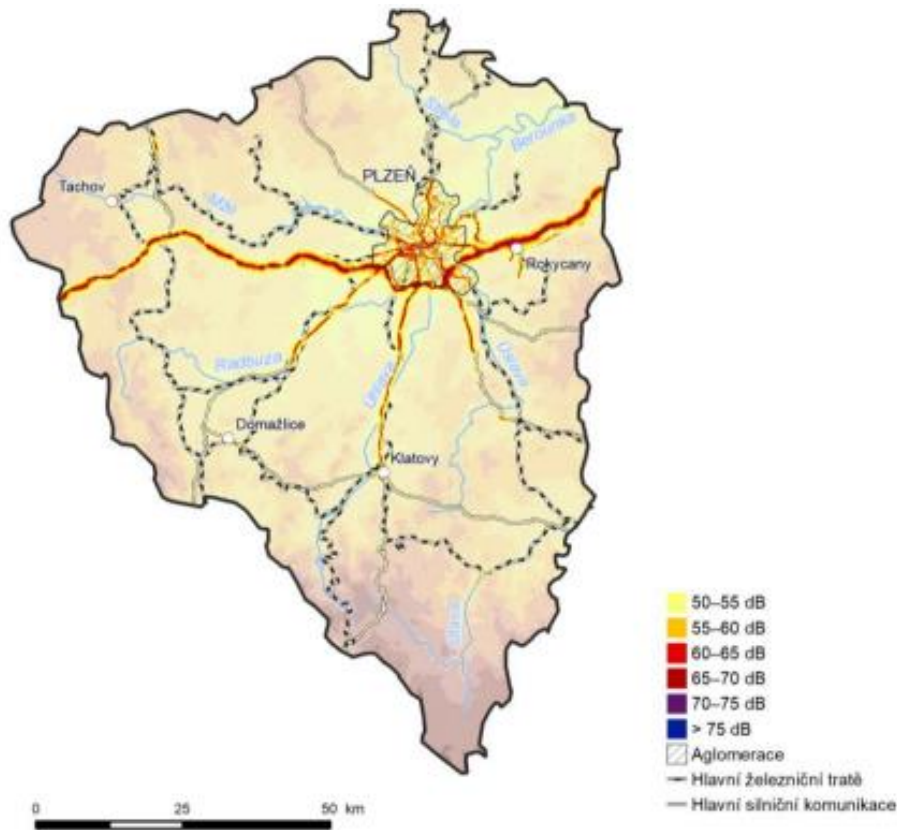 Střela
Berounka
PLZEŇ
Tachov
Mže
Rokycany
Radbuza
Úhlava
Úslava
Domažlice
Klatovy
Otava
50–55 dB
55–60 dB
60–65 dB
65–70 dB
70–75 dB
> 75 dB
Aglomerace
Hlavní železniční tratě
Hlavní silniční komunikace
0 25 50 km